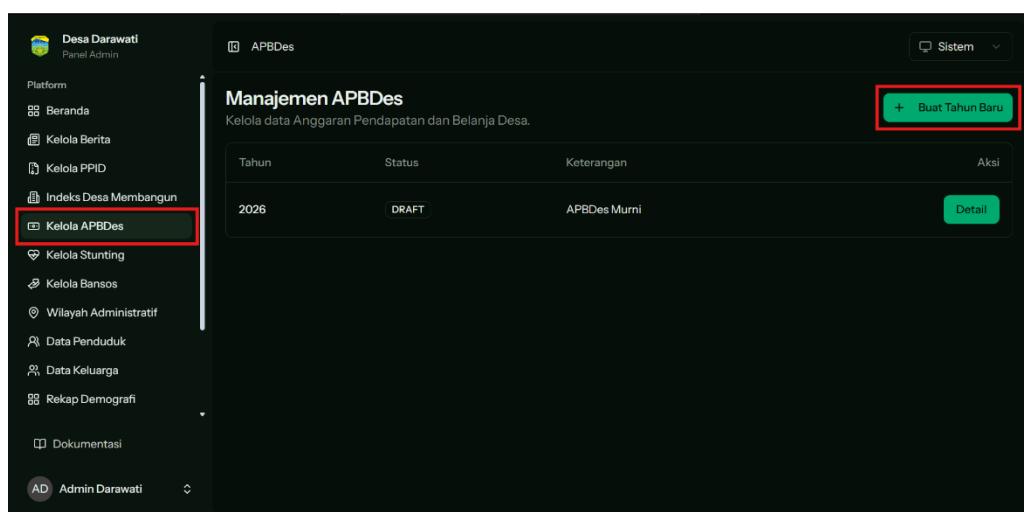 Desa Darawati
Panel Admin
Platform
Beranda
Kelola Berita
Kelola PPID
Indeks Desa Membangun
Kelola APBDes
Kelola Stunting
Kelola Bansos
Wilayah Administratif
Data Penduduk
Data Keluarga
Rekap Demografi
Dokumentasi
AD Admin Darawati
APBDes
Sistem
Manajemen APBDes
Kelola data Anggaran Pendapatan dan Belanja Desa.
+ Buat Tahun Baru
Tahun Status Keterangan Aksi
2026 DRAFT APBDes Murni Detail